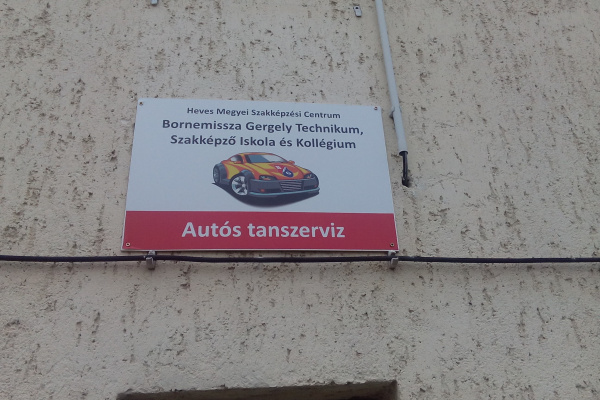 Heves Megyei Szakképzési Centrum
Bornemissza Gergely Technikum,
Szakképző Iskola és Kollégium
Autós tanszerviz